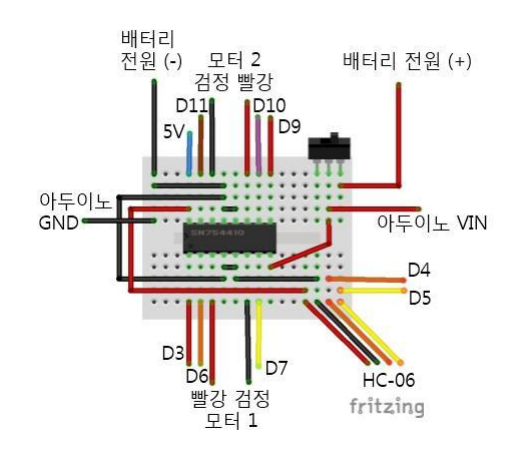 배터리
전원 (-)
모터 2
검정 빨강
배터리 전원 (+)
D11
D10
5V
D9
아두이노
GND
SN754410
아두이노 VIN
D4
D5
D3
D6
D7
HC-06
빨강 검정
모터 1
fritzing